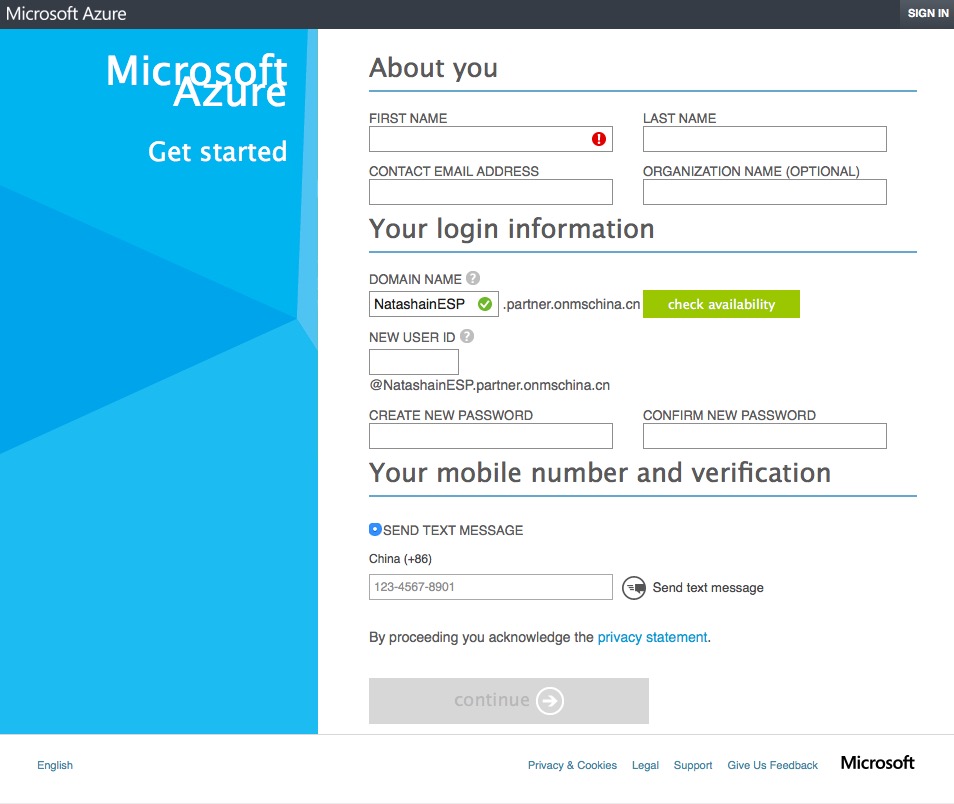 Microsoft Azure
SIGN IN
Microsoft
Azure
Get started
About you
FIRST NAME
LAST NAME
CONTACT EMAIL ADDRESS
ORGANIZATION NAME (OPTIONAL)
Your login information
DOMAIN NAME ?
NatashainESP .partner.onmschina.cn check availability
NEW USER ID ?
@NatashainESP.partner.onmschina.cn
CREATE NEW PASSWORD
CONFIRM NEW PASSWORD
Your mobile number and verification
SEND TEXT MESSAGE
China (+86)
123-4567-8901 Send text message
By proceeding you acknowledge the privacy statement.
continue
English
Privacy & Cookies Legal Support Give Us Feedback Microsoft